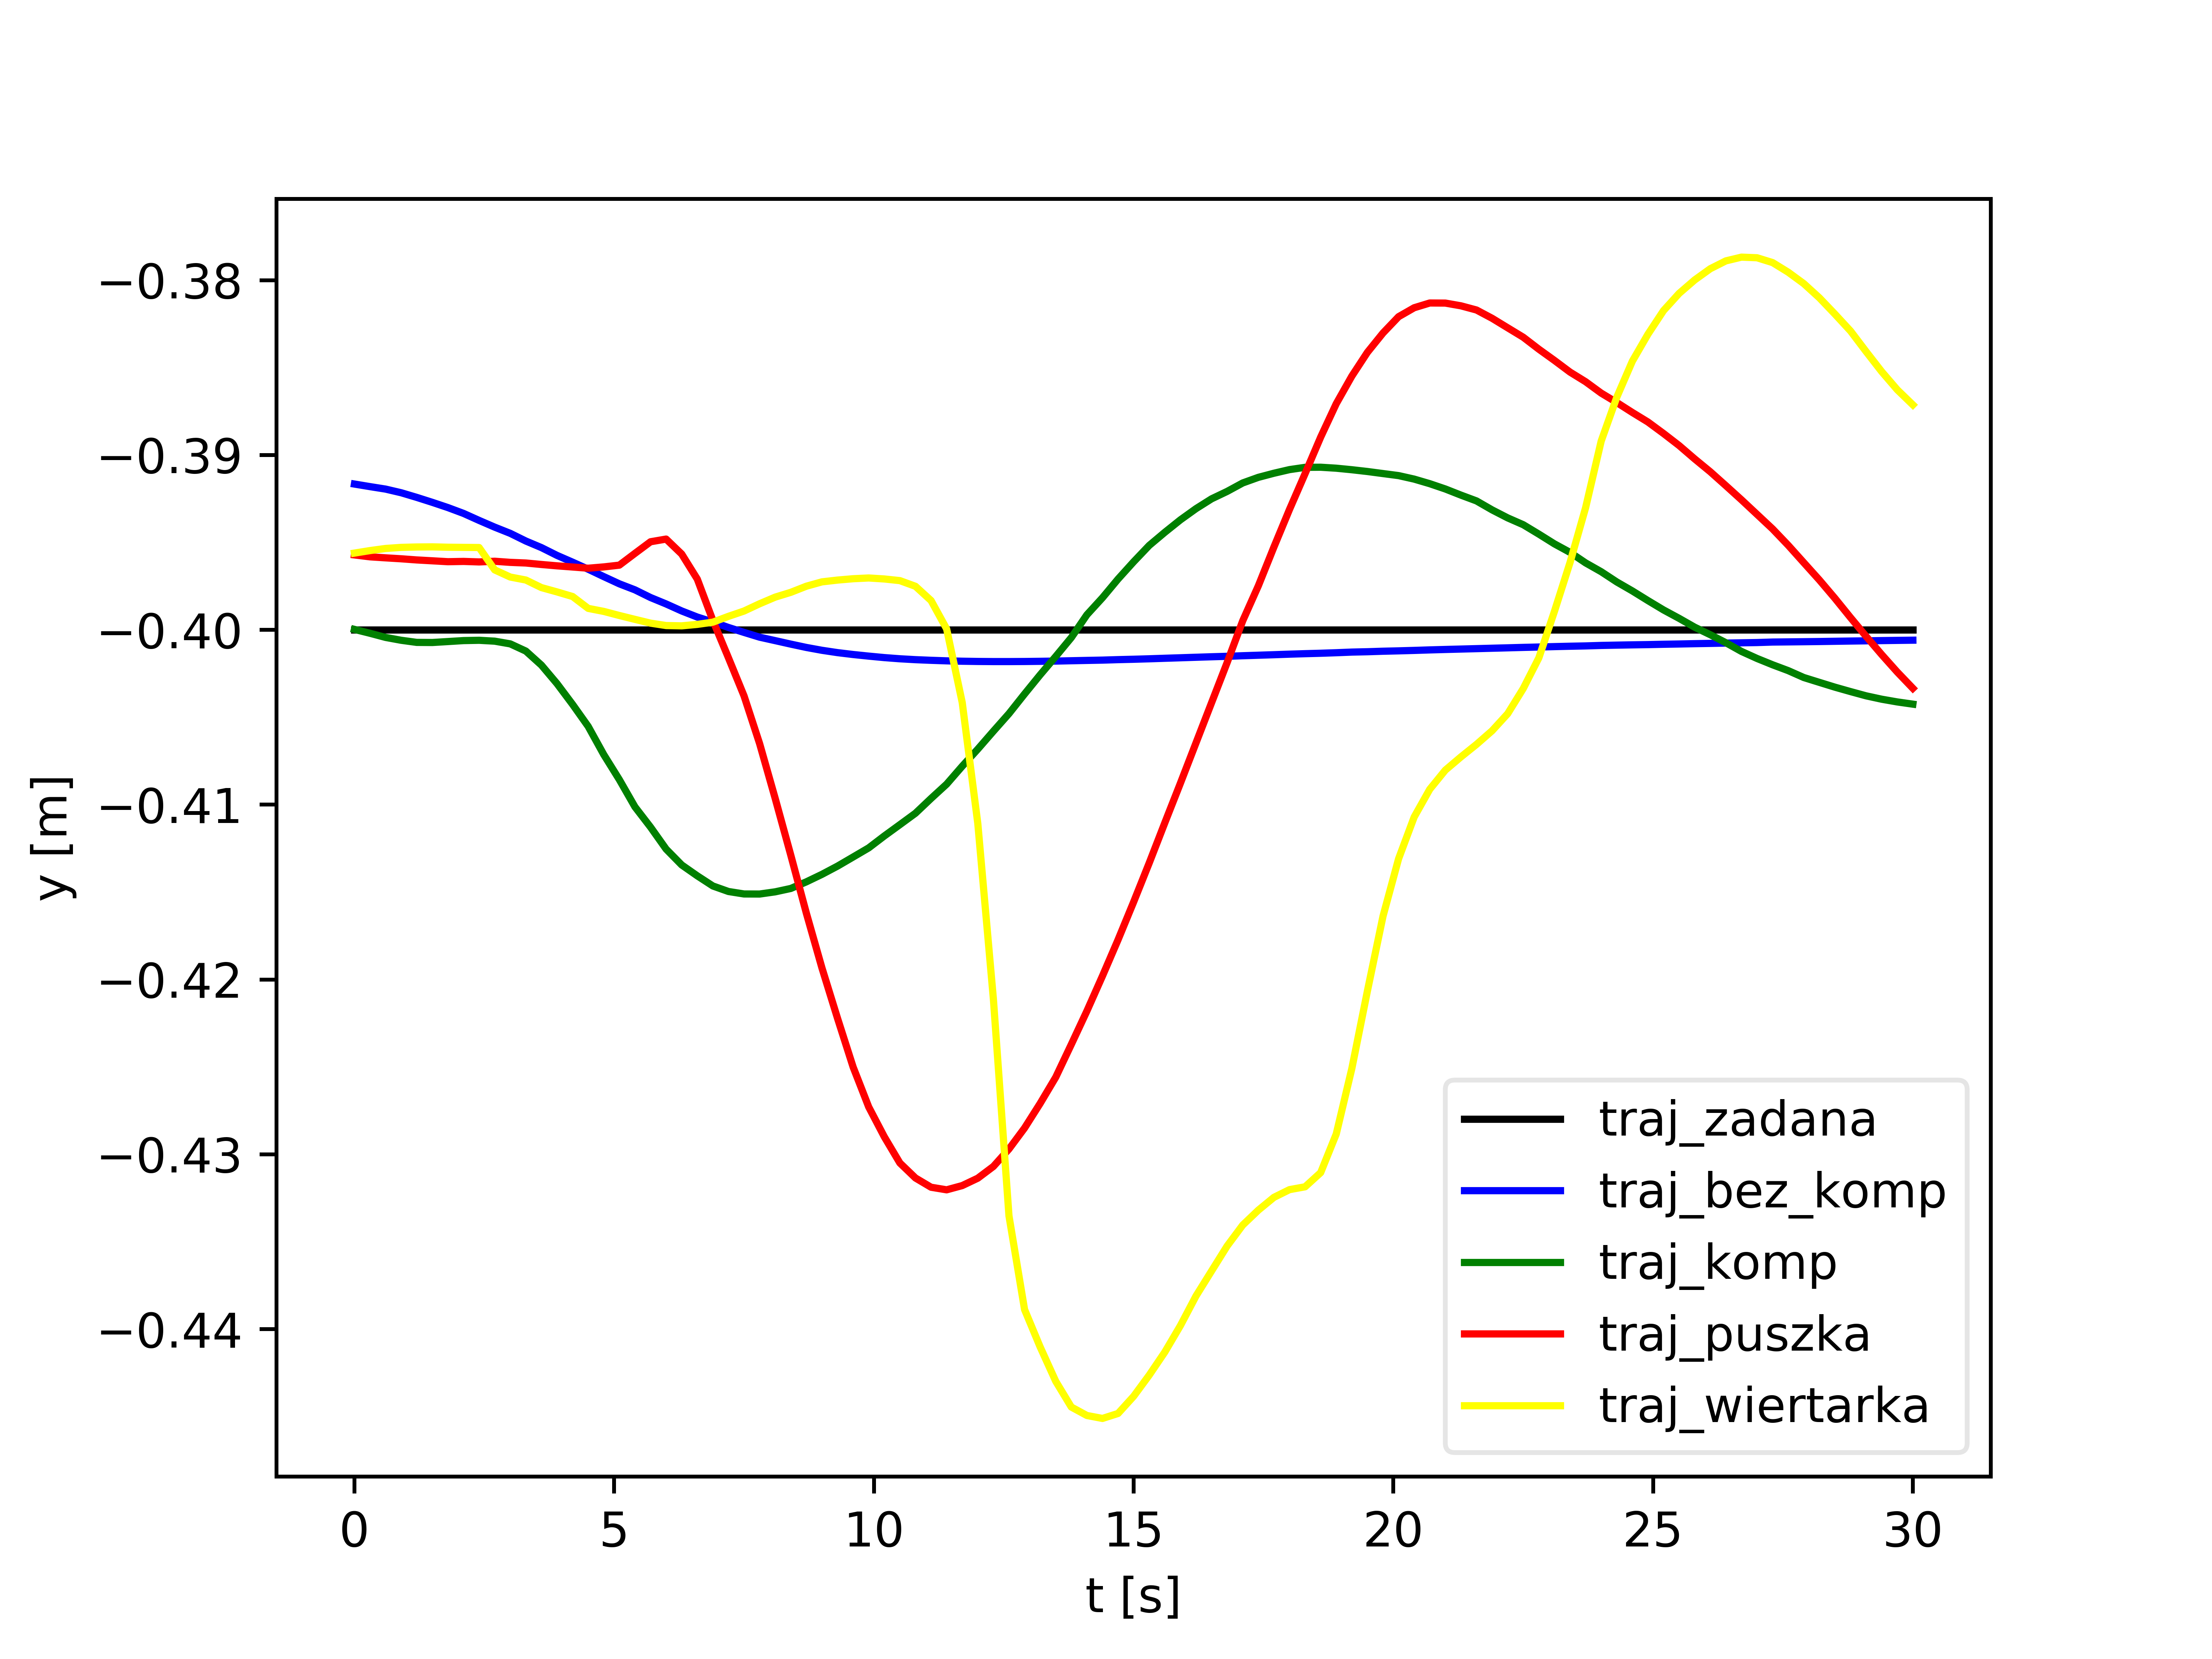 −0.38
−0.39
−0.40
−0.41
−0.42
−0.43
−0.44
y [m]
0 5 10 15 20 25 30
t [s]
traj_zadana
traj_bez_komp
traj_komp
traj_puszka
traj_wiertarka